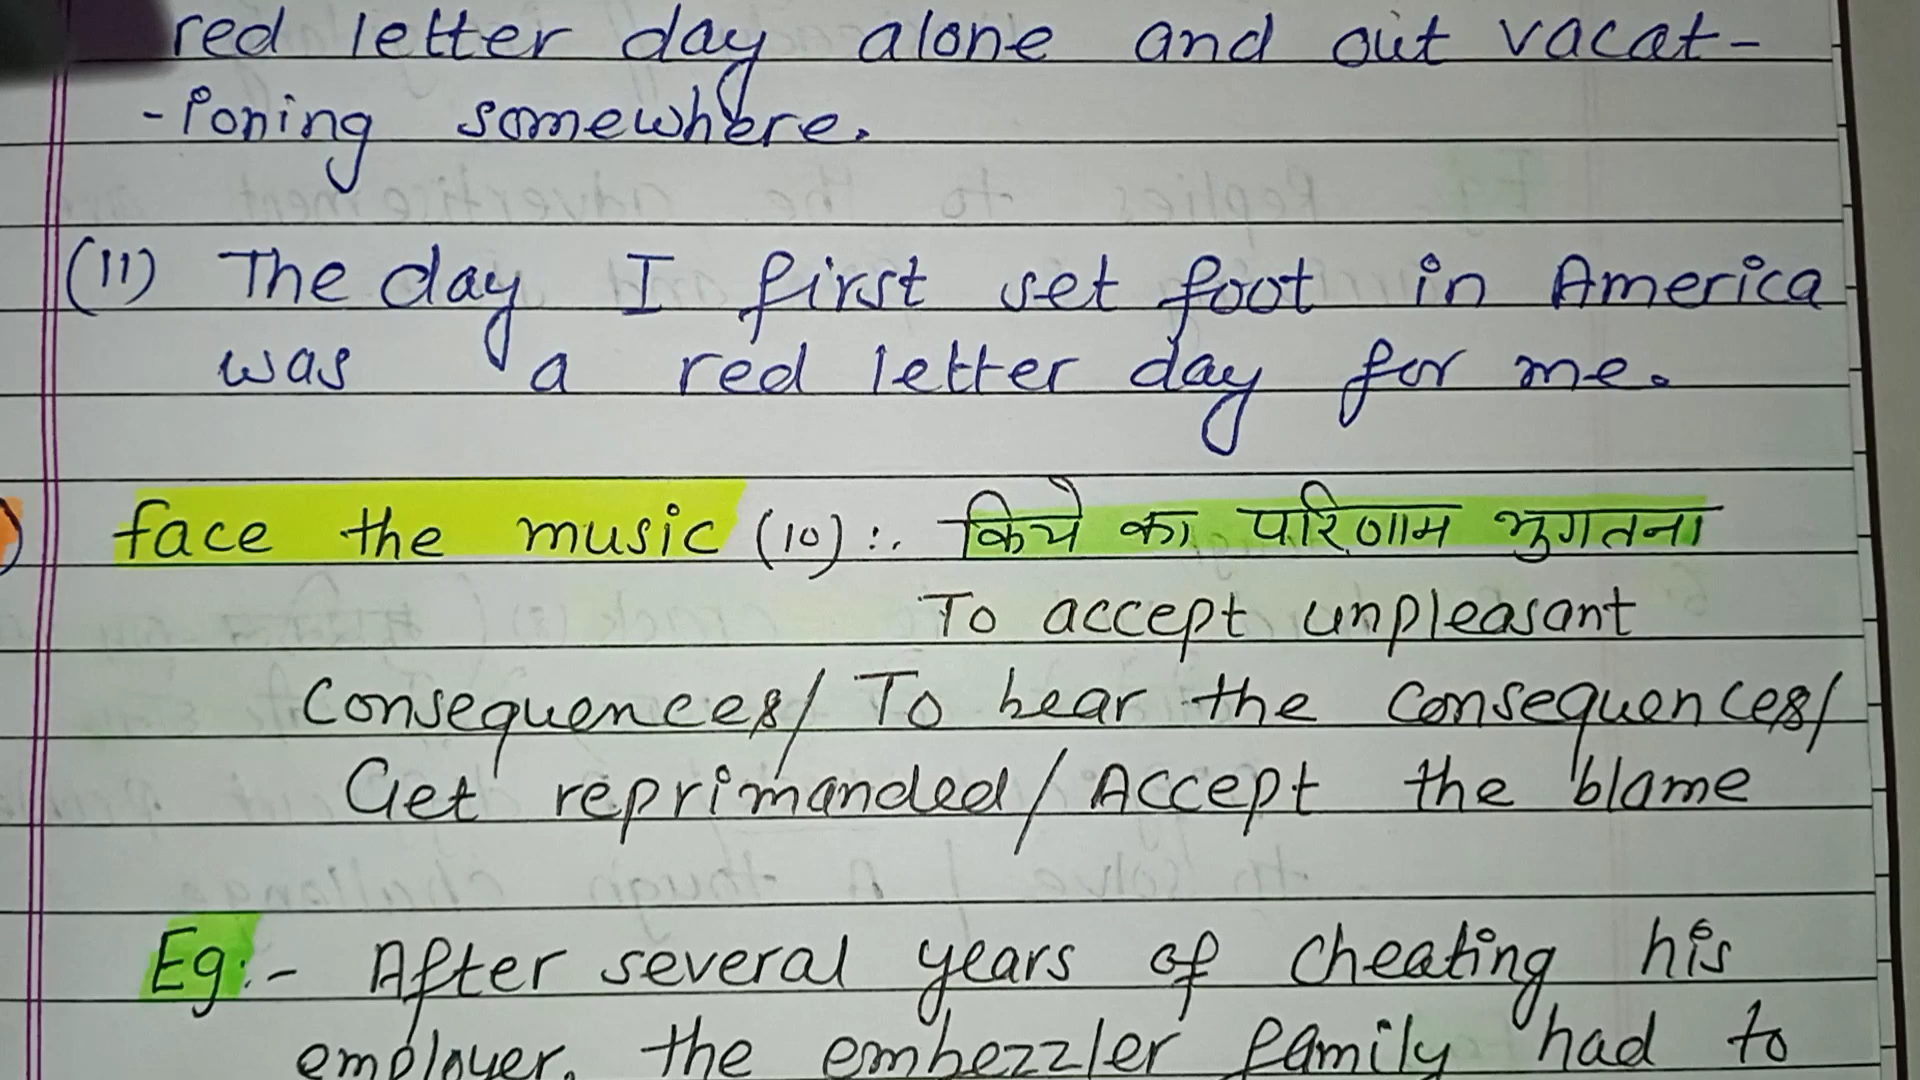 red letter day alone and out vacat-
-ioning somewhere.
(11) The day I first set foot in America
was a red letter day for me.
face the music (10):. किये का परिणाम भुगतना
To accept unpleasant
Consequences/ To bear the Consequences/
Get reprimanded/ Accept the blame
Eg:- After several years of cheating his
employer, the embezzler family had to